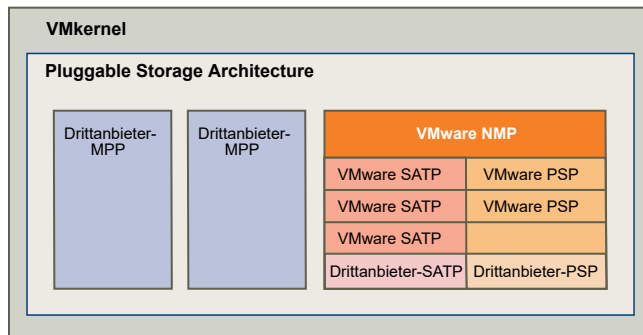 VMkernel
Pluggable Storage Architecture
Drittanbieter-
MPP
Drittanbieter-
MPP
VMware NMP
VMware SATP
VMware PSP
VMware SATP
VMware PSP
VMware SATP
Drittanbieter-SATP
Drittanbieter-PSP